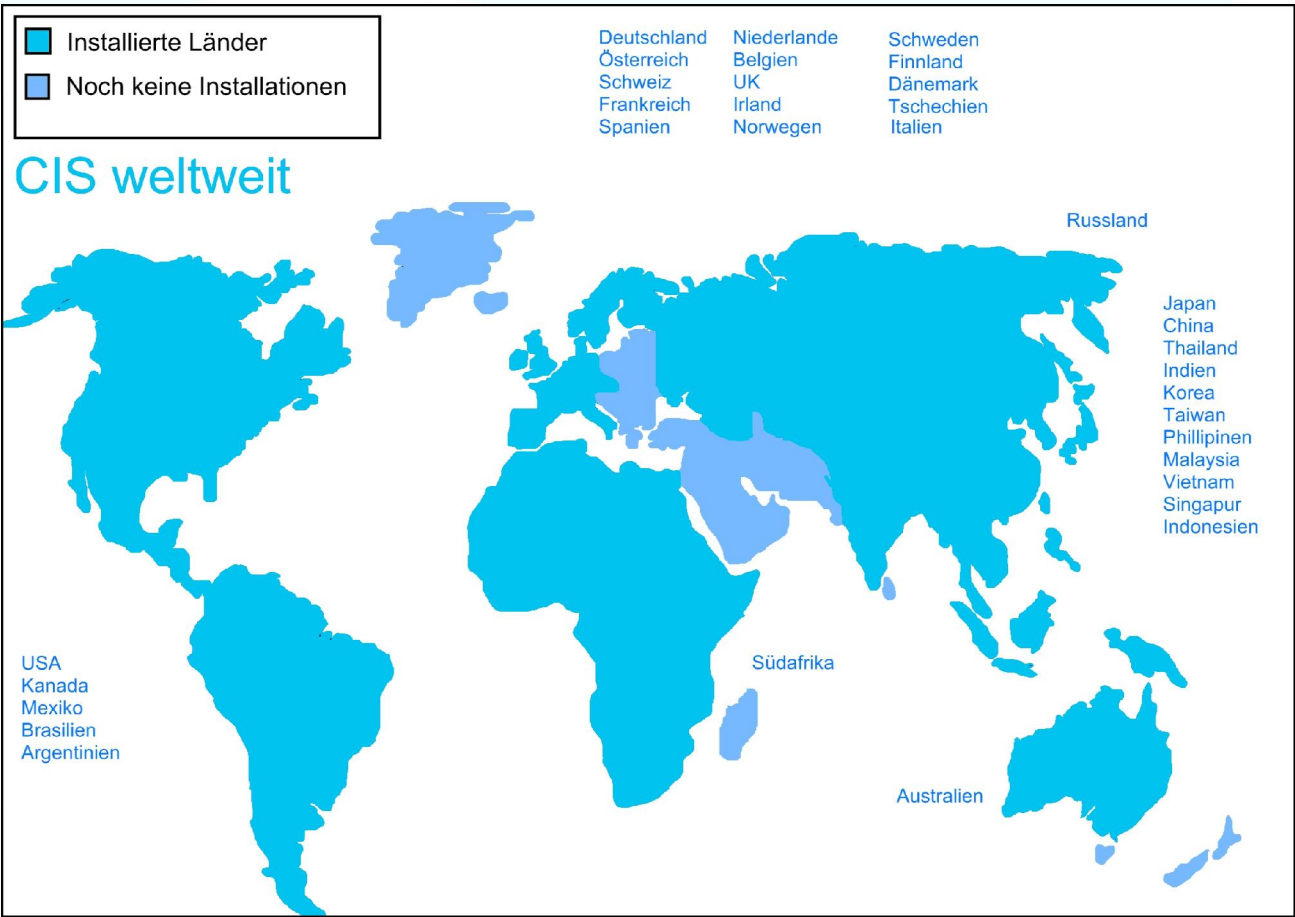 Installierte Länder
Noch keine Installationen
CIS weltweit
Deutschland
Österreich
Schweiz
Frankreich
Spanien
Niederlande
Belgien
UK
Irland
Norwegen
Schweden
Finnland
Dänemark
Tschechien
Italien
Russland
Japan
China
Thailand
Indien
Korea
Taiwan
Phillipinen
Malaysia
Vietnam
Singapur
Indonesien
USA
Kanada
Mexiko
Brasilien
Argentinien
Südafrika
Australien